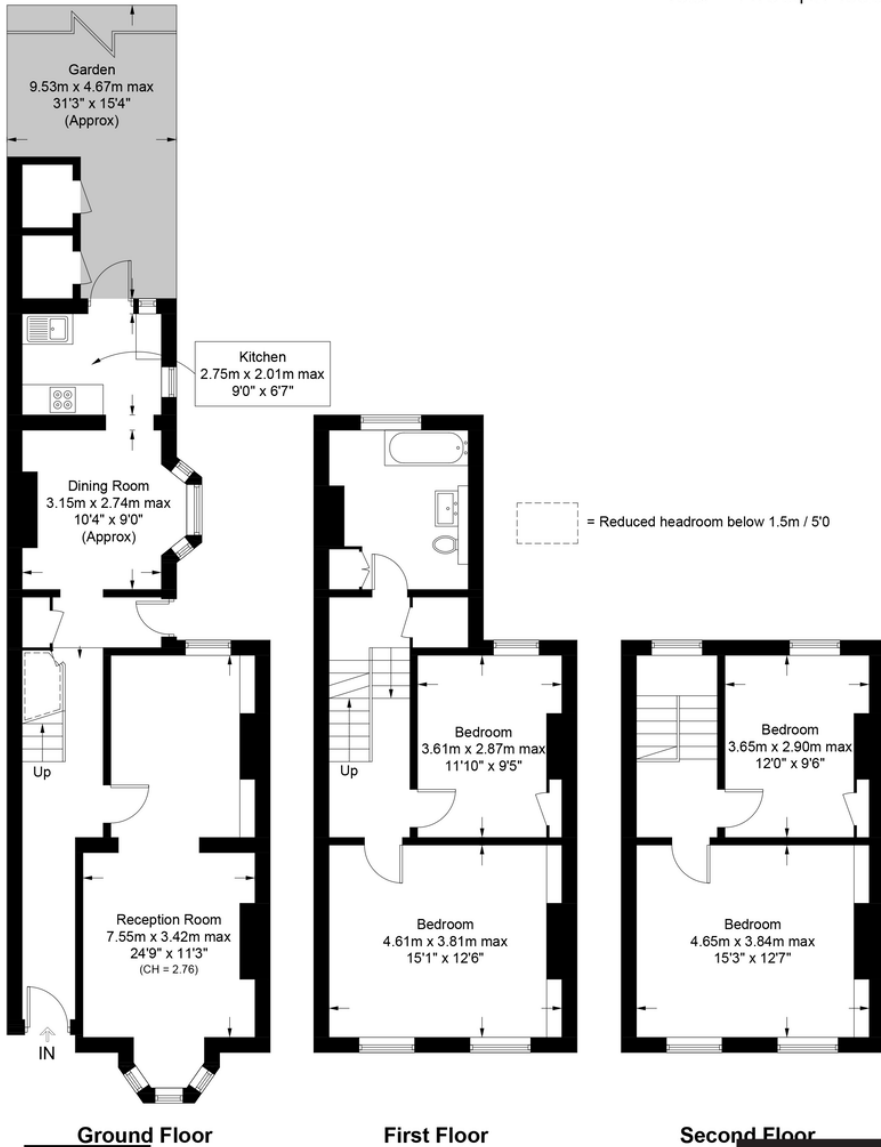 Garden
9.53m x 4.67m max
31'3" x 15'4"
(Approx)
Kitchen
2.75m x 2.01m max
9'0" x 6'7"
Dining Room
3.15m x 2.74m max
10'4" x 9'0"
(Approx)
= Reduced headroom below 1.5m / 5'0
Up
Reception Room
7.55m x 3.42m max
24'9" x 11'3"
(CH = 2.76)
IN
Bedroom
3.61m x 2.87m max
11'10" x 9'5"
Up
Bedroom
4.61m x 3.81m max
15'1" x 12'6"
Bedroom
3.65m x 2.90m max
12'0" x 9'6"
Bedroom
4.65m x 3.84m max
15'3" x 12'7"
Ground Floor
First Floor
Second Floor